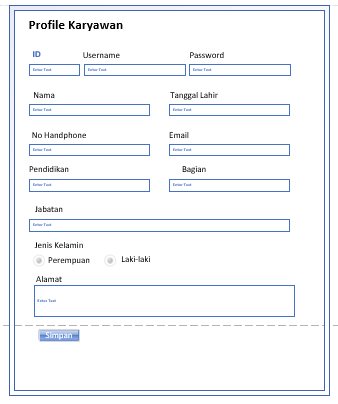 Profile Karyawan
ID Username Password
Enter Text Enter Text Enter Text
Nama Tanggal Lahir
Enter Text Enter Text
No Handphone Email
Enter Text Enter Text
Pendidikan Bagian
Enter Text Enter Text
Jabatan
Enter Text
Jenis Kelamin
Perempuan Laki-laki
Alamat
Enter Text
Simpan